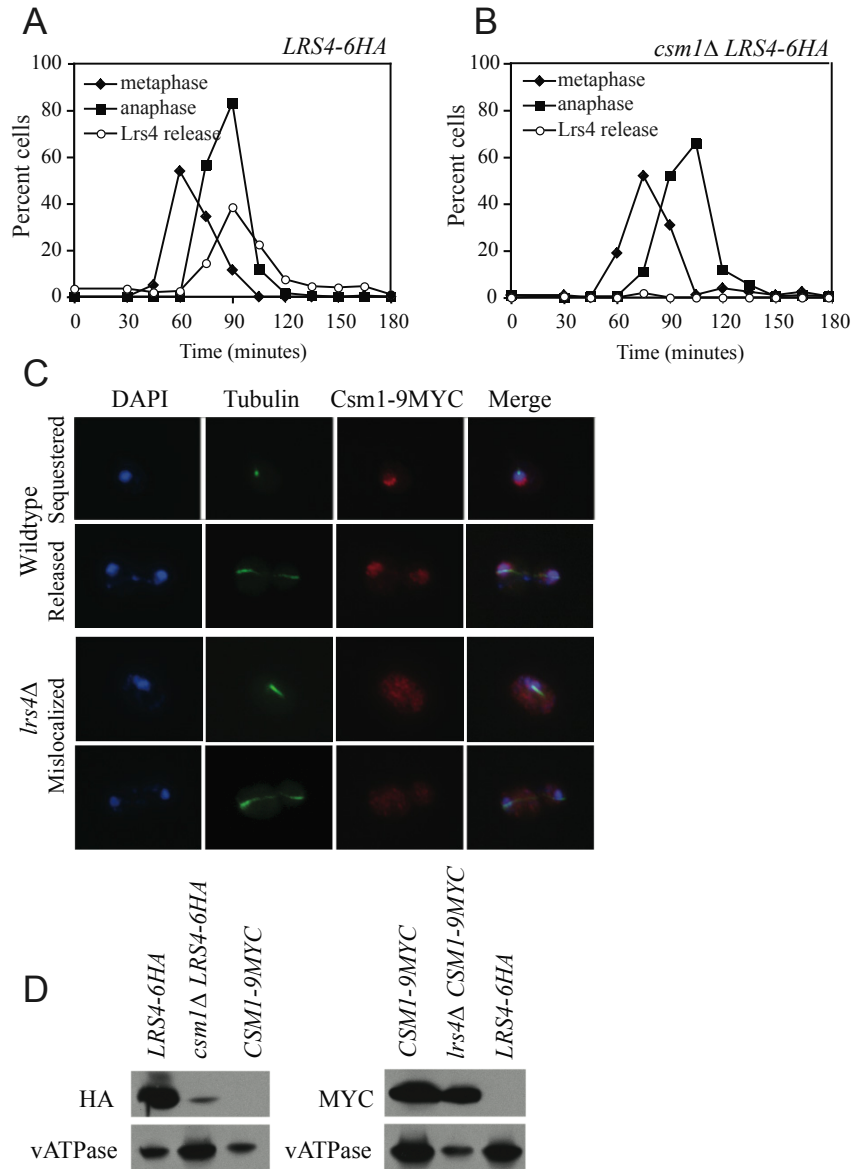 A
LRS4-6HA
100
80
60
40
20
0
Percent cells
metaphase
anaphase
Lrs4 release
0 30 60 90 120 150 180
Time (minutes)
B
csm1Δ LRS4-6HA
100
80
60
40
20
0
Percent cells
metaphase
anaphase
Lrs4 release
0 30 60 90 120 150 180
Time (minutes)
C
DAPI Tubulin Csm1-9MYC Merge
Wildtype
Sequestered
Released
lrs4Δ
Mislocalized
D
LRS4-6HA
csm1Δ LRS4-6HA
CSM1-9MYC
HA
vATPase
CSM1-9MYC
lrs4Δ CSM1-9MYC
LRS4-6HA
MYC
vATPase